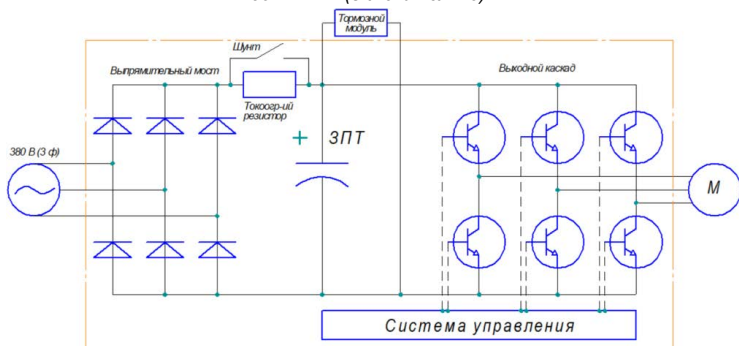 Тормозной
модуль
Шунт
Выпрямительный мост
Выходной каскад
Токоогр-ий
резистор
ЗПТ
380 В (3 ф)
М
Система управления